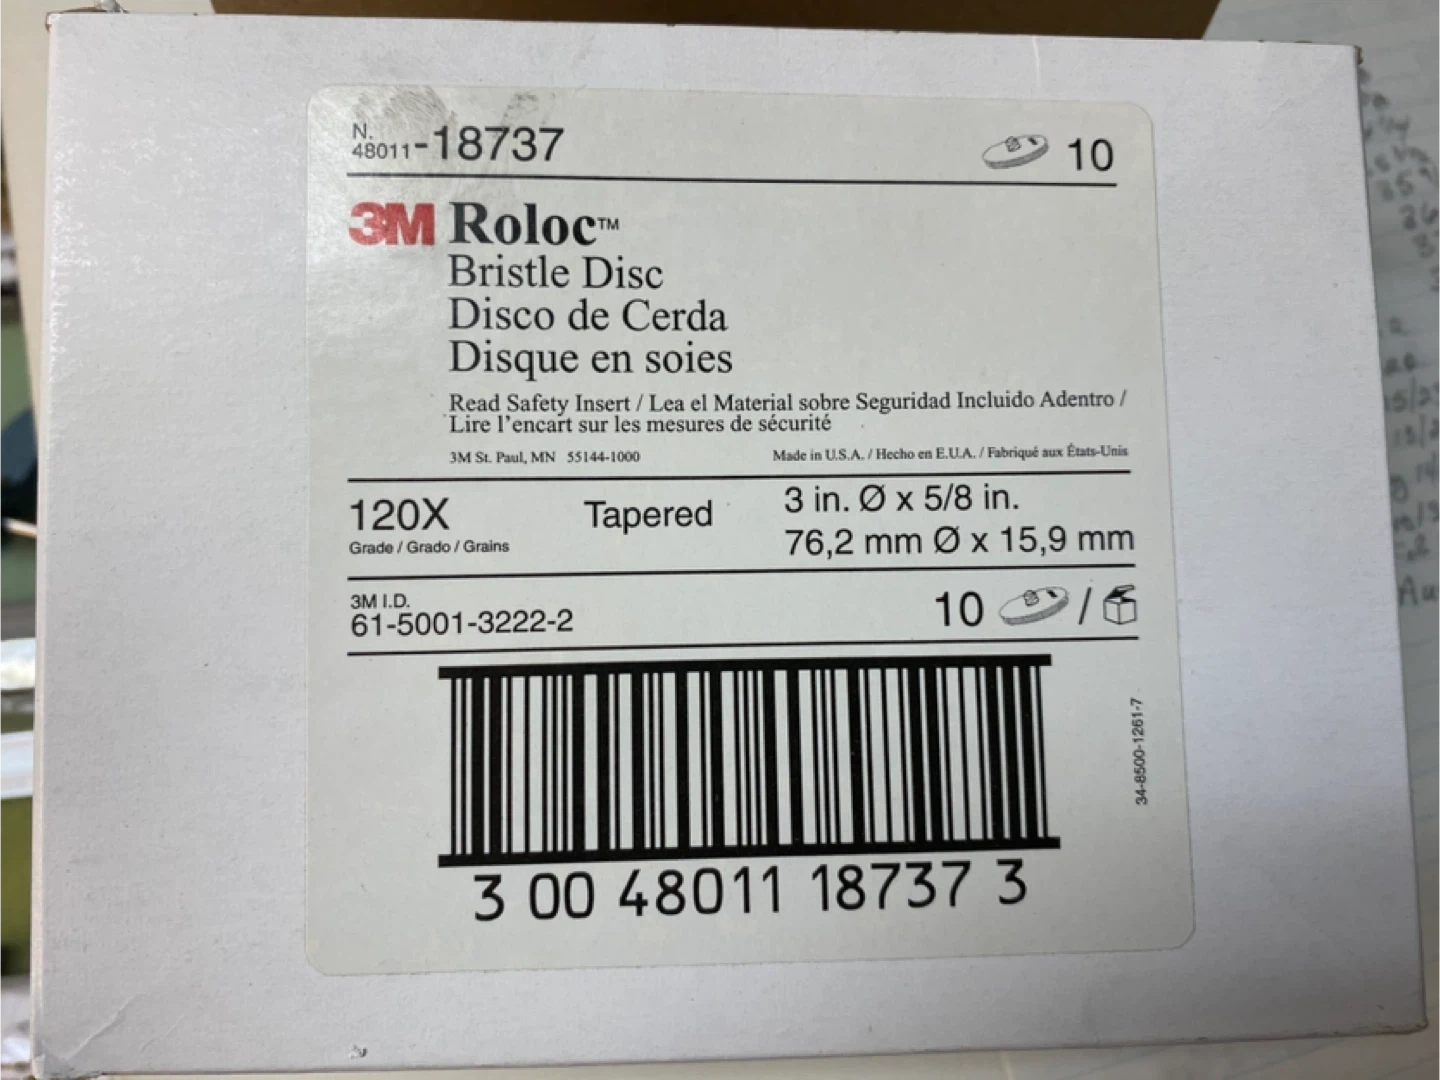 N.
48011-18737
10
3M Roloc™
Bristle Disc
Disco de Cerda
Disque en soies
Read Safety Insert / Lea el Material sobre Seguridad Incluido Adentro /
Lire l'encart sur les mesures de sécurité
3M St. Paul, MN 55144-1000
Made in U.S.A. / Hecho en E.U.A. / Fabriqué aux États-Unis
120X
Grade / Grado / Grains
Tapered
3 in. Ø x 5/8 in.
76,2 mm Ø x 15,9 mm
3M I.D.
61-5001-3222-2
10 /
34-8500-1261-7
3 00 48011 18737 3